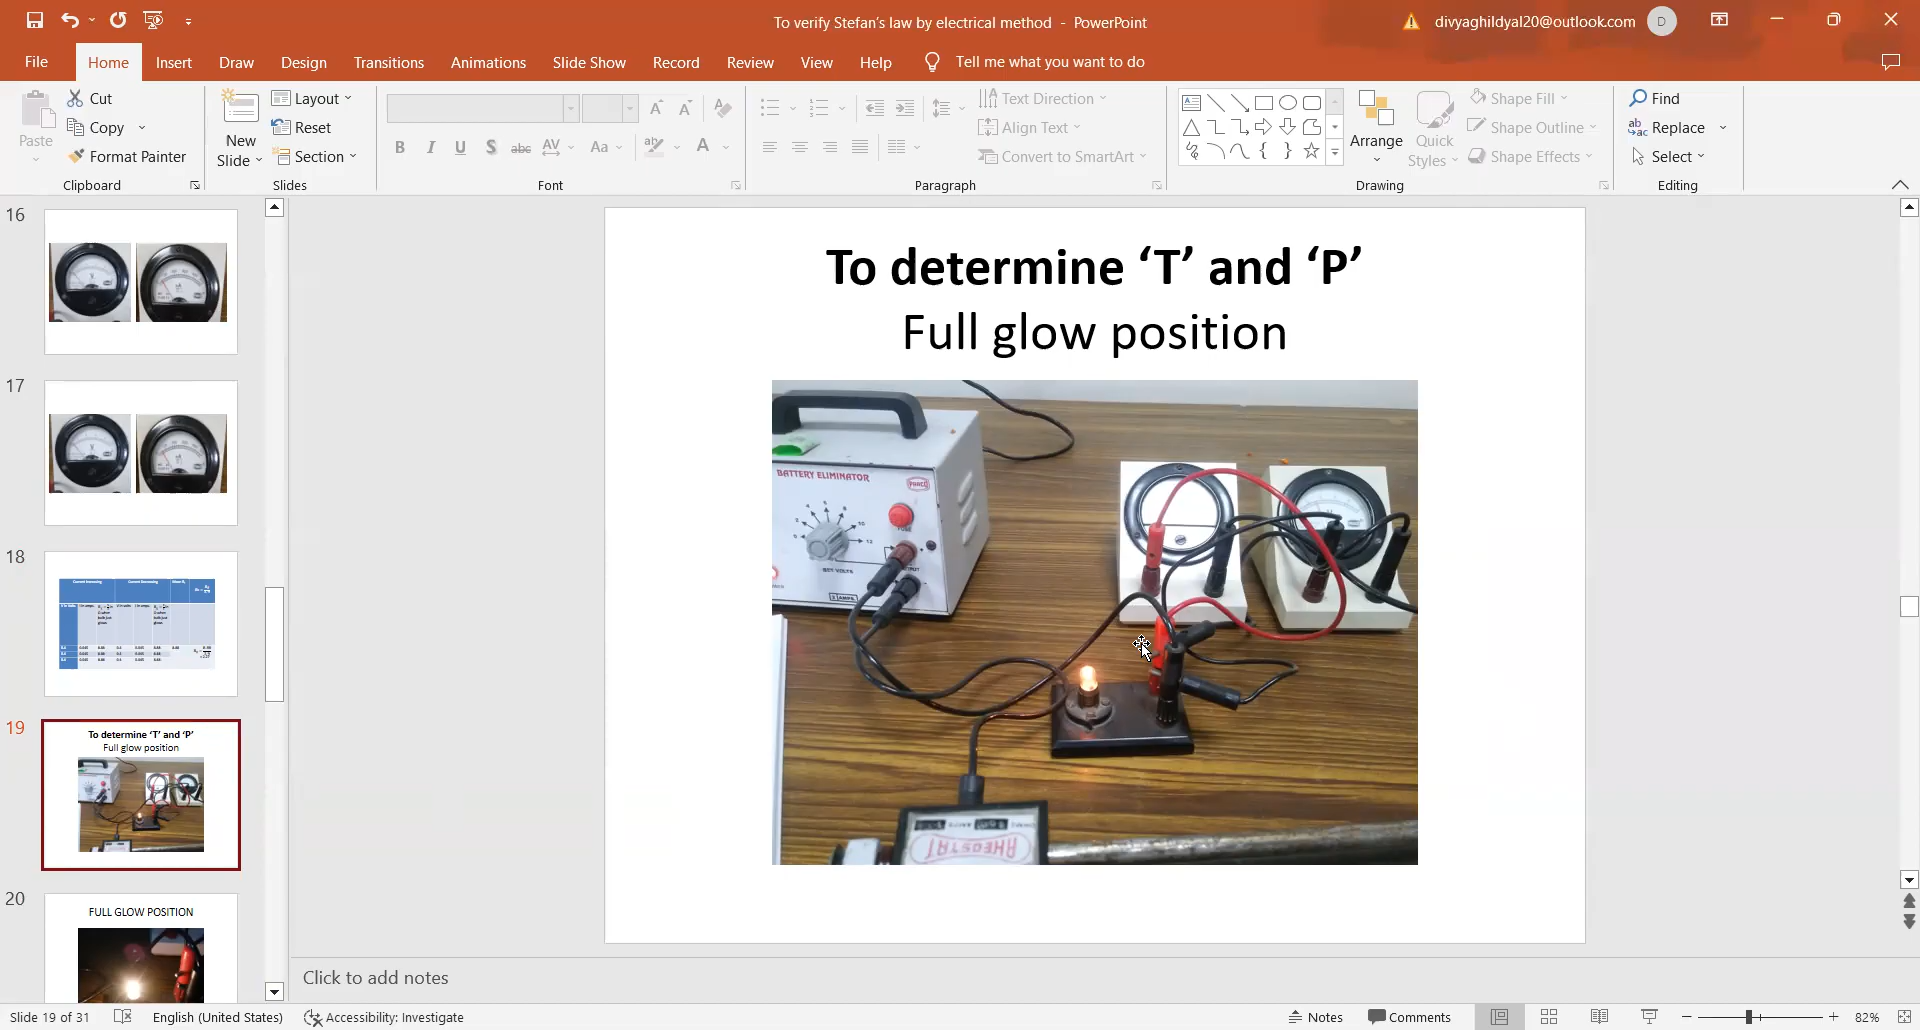 To verify Stefan's law by electrical method - PowerPoint
divyaghildyal20@outlook.com
D
File Home Insert Draw Design Transitions Animations Slide Show Record Review View Help Tell me what you want to do
Paste
Cut
Copy
Format Painter
Clipboard
New Slide
Layout
Reset
Section
Slides
Font
Text Direction
Align Text
Convert to SmartArt
Paragraph
Arrange
Quick Styles
Shape Fill
Shape Outline
Shape Effects
Drawing
Find
Replace
Select
Editing
16
17
18
19
To determine ‘T’ and ‘P’
Full glow position
20
FULL GLOW POSITION
To determine ‘T’ and ‘P’
Full glow position
BATTERY ELIMINATOR
FUSE
OUTPUT
2 AMPS
RHEOSTAT
Click to add notes
Slide 19 of 31
English (United States)
Accessibility: Investigate
Notes
Comments
82%